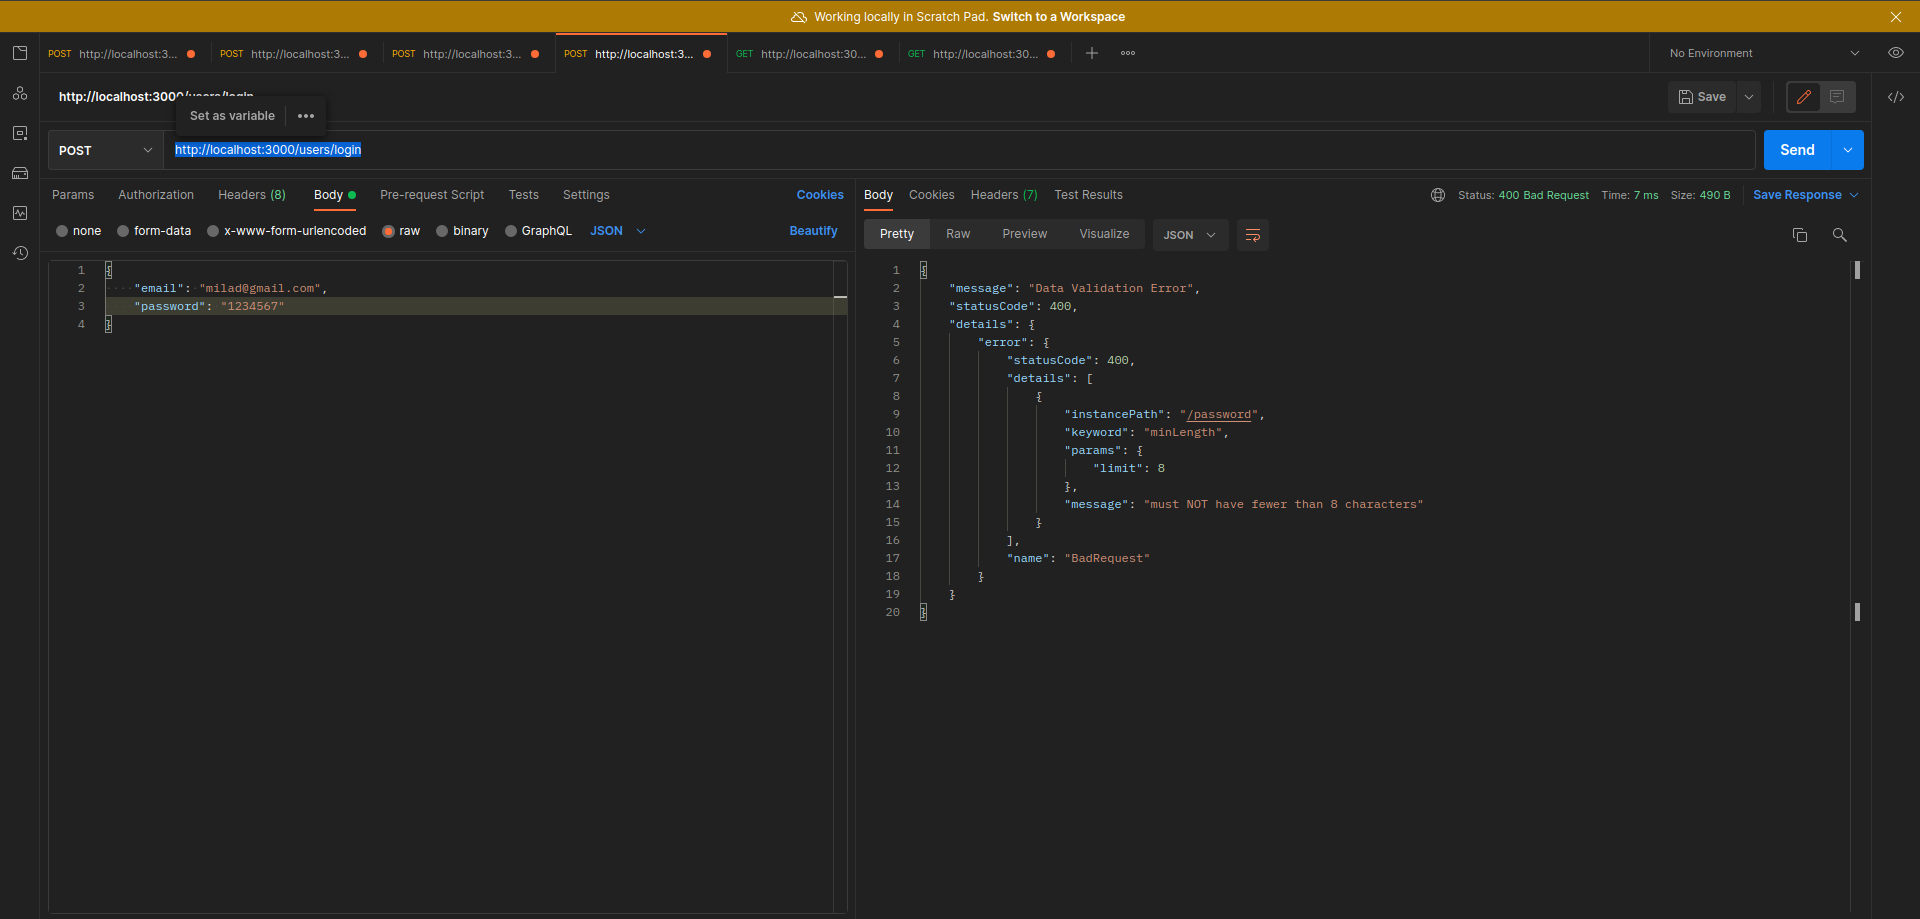 Working locally in Scratch Pad. Switch to a Workspace
POST http://localhost:3... POST http://localhost:3... POST http://localhost:3... POST http://localhost:3... GET http://localhost:30... GET http://localhost:30... No Environment
http://localhost:3000/users/login Save
Set as variable
POST http://localhost:3000/users/login Send
Params Authorization Headers (8) Body Pre-request Script Tests Settings Cookies
none form-data x-www-form-urlencoded raw binary GraphQL JSON Beautify
1 {
2 "email": "milad@gmail.com",
3 "password": "1234567"
4 }
Body Cookies Headers (7) Test Results Status: 400 Bad Request Time: 7 ms Size: 490 B Save Response
Pretty Raw Preview Visualize JSON
1 {
2 "message": "Data Validation Error",
3 "statusCode": 400,
4 "details": {
5 "error": {
6 "statusCode": 400,
7 "details": [
8 {
9 "instancePath": "/password",
10 "keyword": "minLength",
11 "params": {
12 "limit": 8
13 },
14 "message": "must NOT have fewer than 8 characters"
15 }
16 ],
17 "name": "BadRequest"
18 }
19 }
20 }